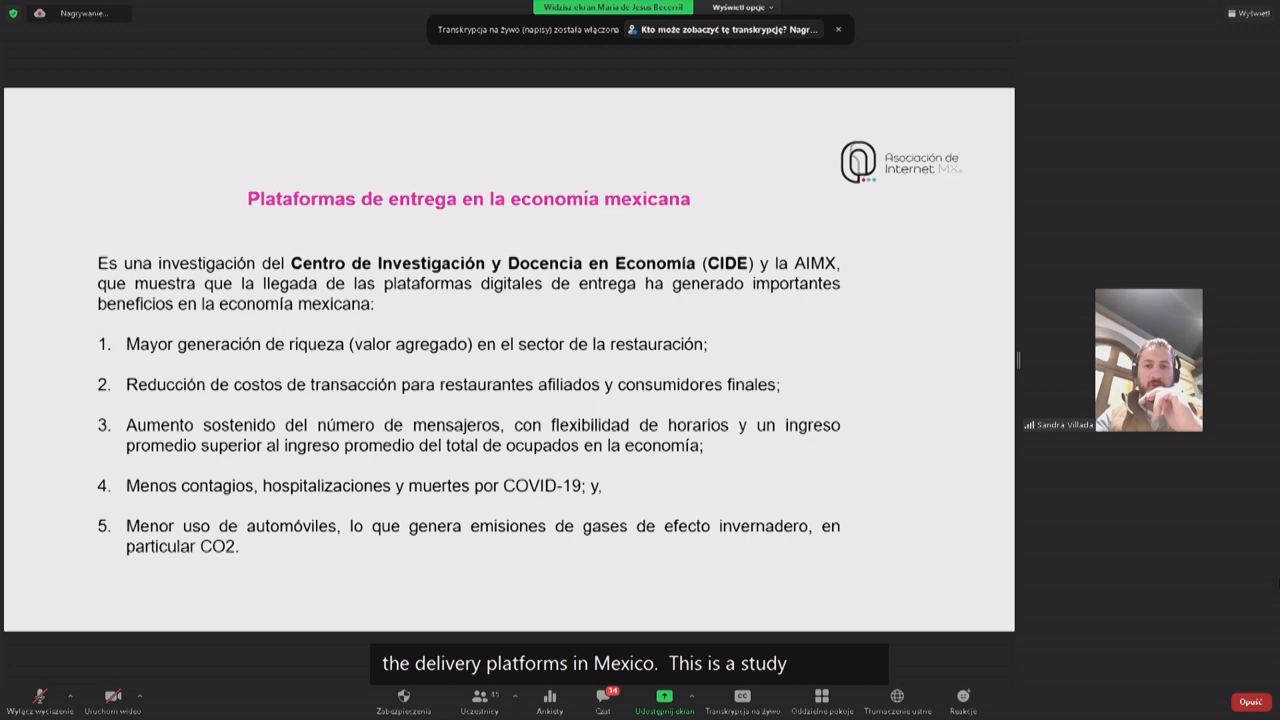 Nagrywanie...
Widzisz ekran Maria de Jesus Becerril
Wyświetl opcje
Wyświetl
Transkrypcja na żywo (napisy) została włączona
Kto może zobaczyć tę transkrypcję? Nagr...
Asociación de
Internet MX
Plataformas de entrega en la economía mexicana
Es una investigación del Centro de Investigación y Docencia en Economía (CIDE) y la AIMX,
que muestra que la llegada de las plataformas digitales de entrega ha generado importantes
beneficios en la economía mexicana:
1. Mayor generación de riqueza (valor agregado) en el sector de la restauración;
2. Reducción de costos de transacción para restaurantes afiliados y consumidores finales;
3. Aumento sostenido del número de mensajeros, con flexibilidad de horarios y un ingreso
promedio superior al ingreso promedio del total de ocupados en la economía;
4. Menos contagios, hospitalizaciones y muertes por COVID-19; y,
5. Menor uso de automóviles, lo que genera emisiones de gases de efecto invernadero, en
particular CO2.
Sandra Villada
the delivery platforms in Mexico. This is a study
Wyłącz wyciszenie
Uruchom wideo
Zabezpieczenia
45
Uczestnicy
Ankiety
34
Czat
Udostępnij ekran
CC
Transkrypcja na żywo
Oddzielne pokoje
Tłumaczenie ustne
Reakcje
Opuść